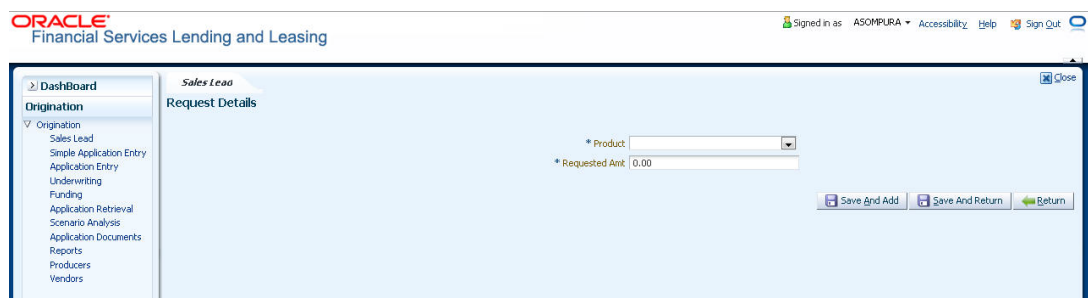 ORACLE
Financial Services Lending and Leasing
Signed in as ASOMPURA Accessibility Help Sign Out
DashBoard
Origination
Origination
Sales Lead
Simple Application Entry
Application Entry
Underwriting
Funding
Application Retrieval
Scenario Analysis
Application Documents
Reports
Producers
Vendors
Sales Lead
Close
Request Details
* Product
* Requested Amt 0.00
Save And Add Save And Return Return